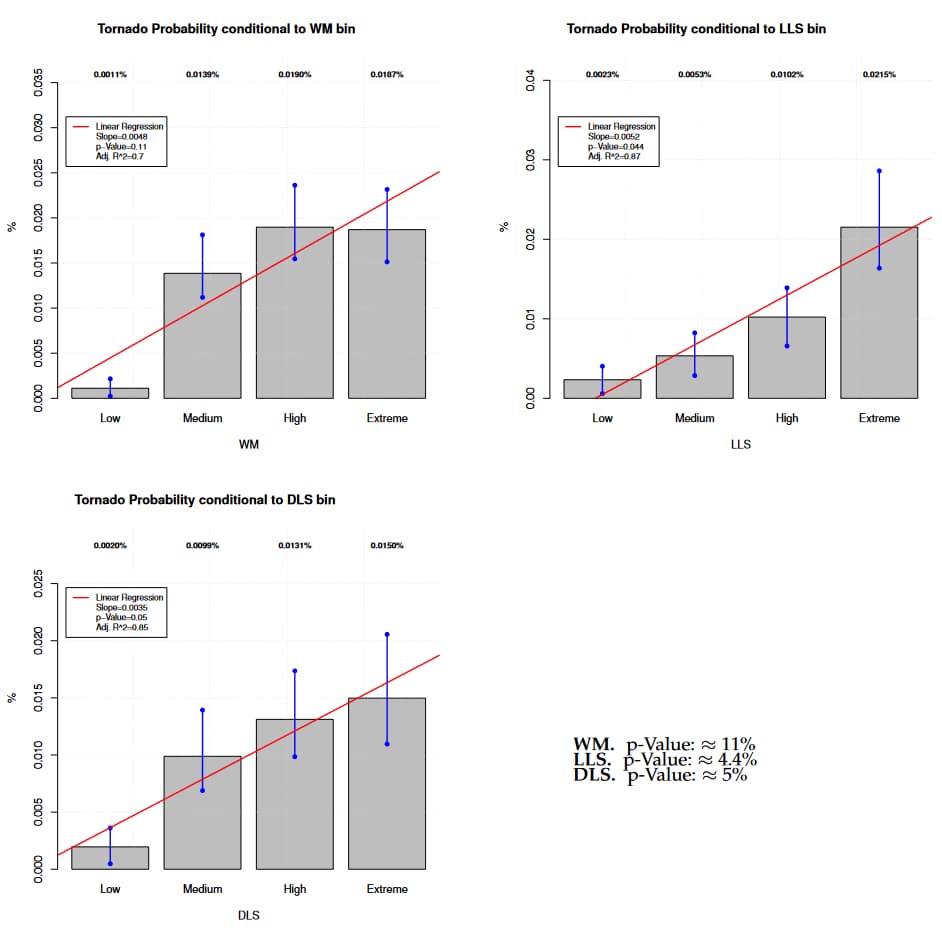 Tornado Probability conditional to WM bin
0.0011% 0.0139% 0.0190% 0.0187%
Linear Regression
Slope=0.0048
p-Value=0.11
Adj. R^2=0.7
0.035
0.030
0.025
0.020
0.015
0.010
0.005
0.000
%
Low Medium High Extreme
WM
Tornado Probability conditional to LLS bin
0.0023% 0.0053% 0.0102% 0.0215%
Linear Regression
Slope=0.0052
p-Value=0.044
Adj. R^2=0.87
0.04
0.03
0.02
0.01
0.00
%
Low Medium High Extreme
LLS
Tornado Probability conditional to DLS bin
0.0020% 0.0099% 0.0131% 0.0150%
Linear Regression
Slope=0.0035
p-Value=0.05
Adj. R^2=0.85
0.025
0.020
0.015
0.010
0.005
0.000
%
Low Medium High Extreme
DLS
WM. p-Value: ≈ 11%
LLS. p-Value: ≈ 4.4%
DLS. p-Value: ≈ 5%